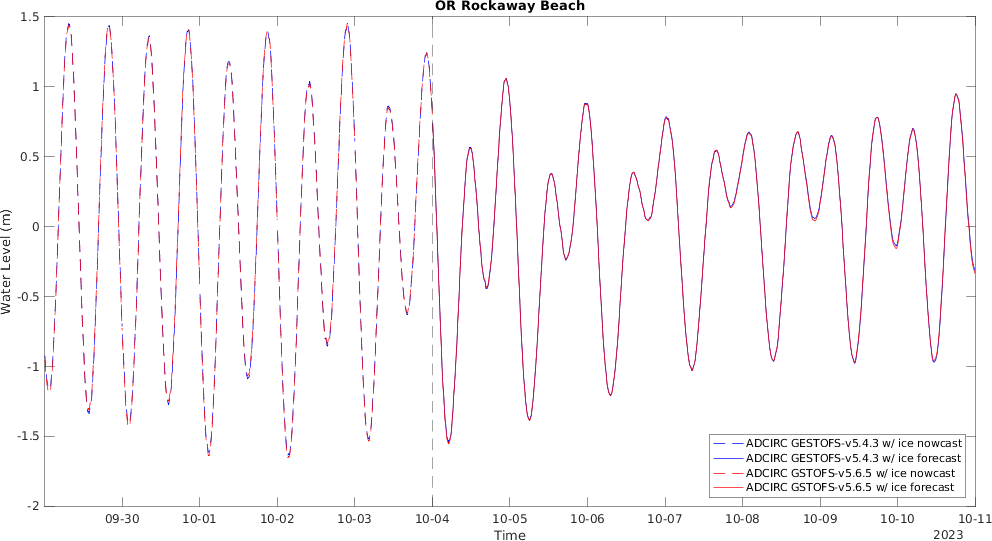 OR Rockaway Beach
1.5
1
0.5
0
-0.5
-1
-1.5
-2
Water Level (m)
ADCIRC GESTOFS-v5.4.3 w/ ice nowcast
ADCIRC GESTOFS-v5.4.3 w/ ice forecast
ADCIRC GSTOFS-v5.6.5 w/ ice nowcast
ADCIRC GSTOFS-v5.6.5 w/ ice forecast
09-30 10-01 10-02 10-03 10-04 10-05 10-06 10-07 10-08 10-09 10-10 10-11
Time
2023